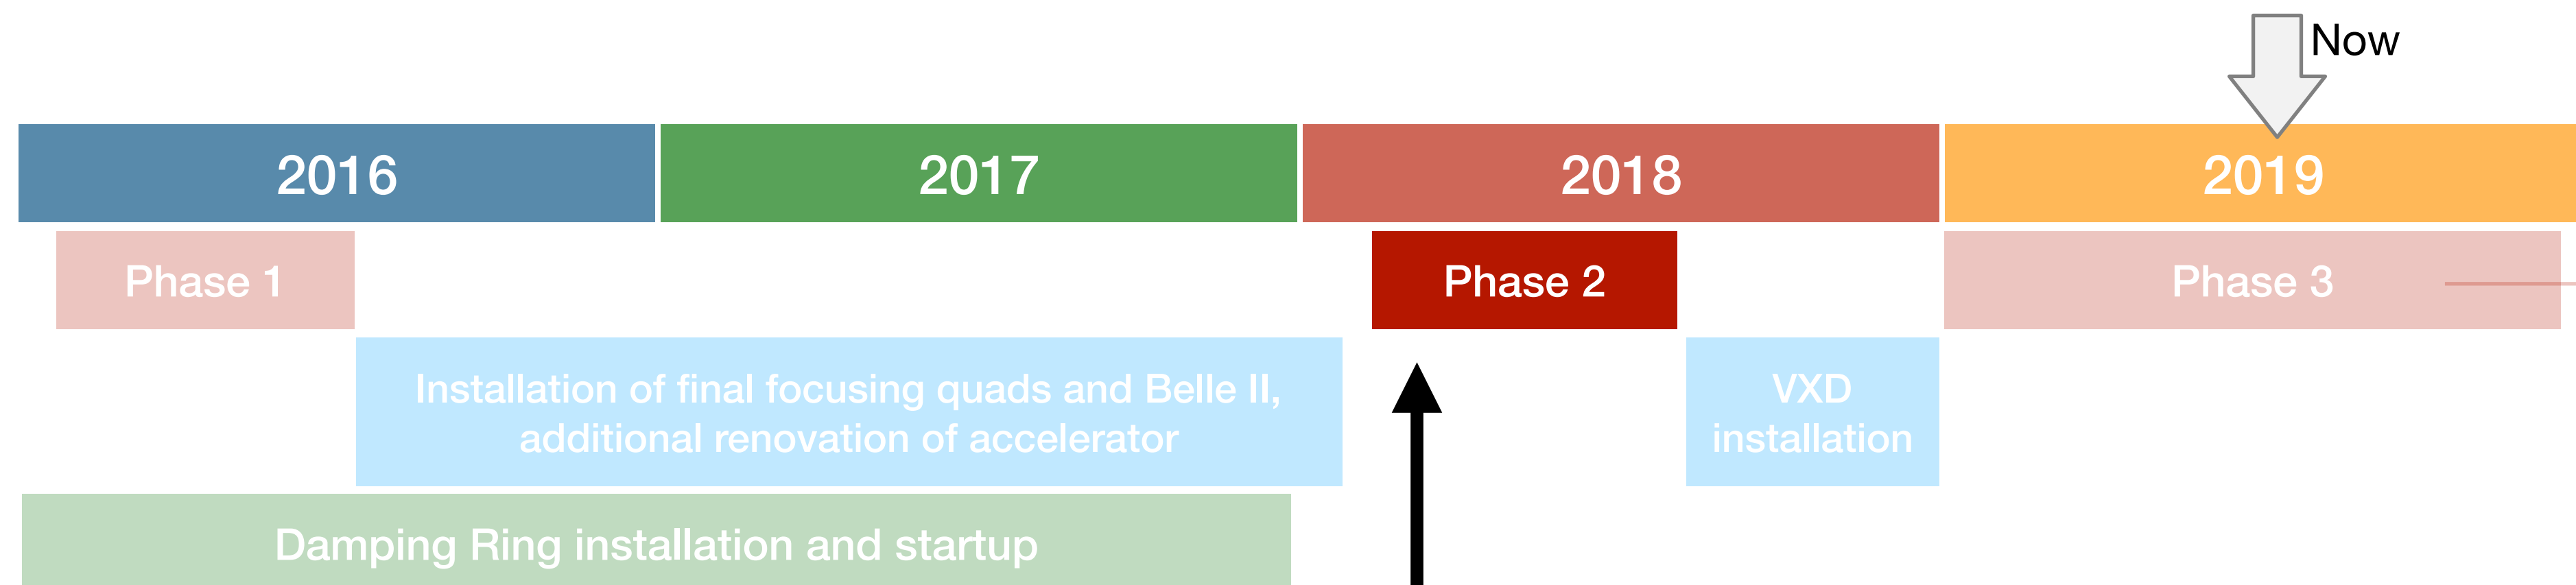 Now
2016 2017 2018 2019
Phase 1 Phase 2 Phase 3
Installation of final focusing quads and Belle II,
additional renovation of accelerator
VXD
installation
Damping Ring installation and startup